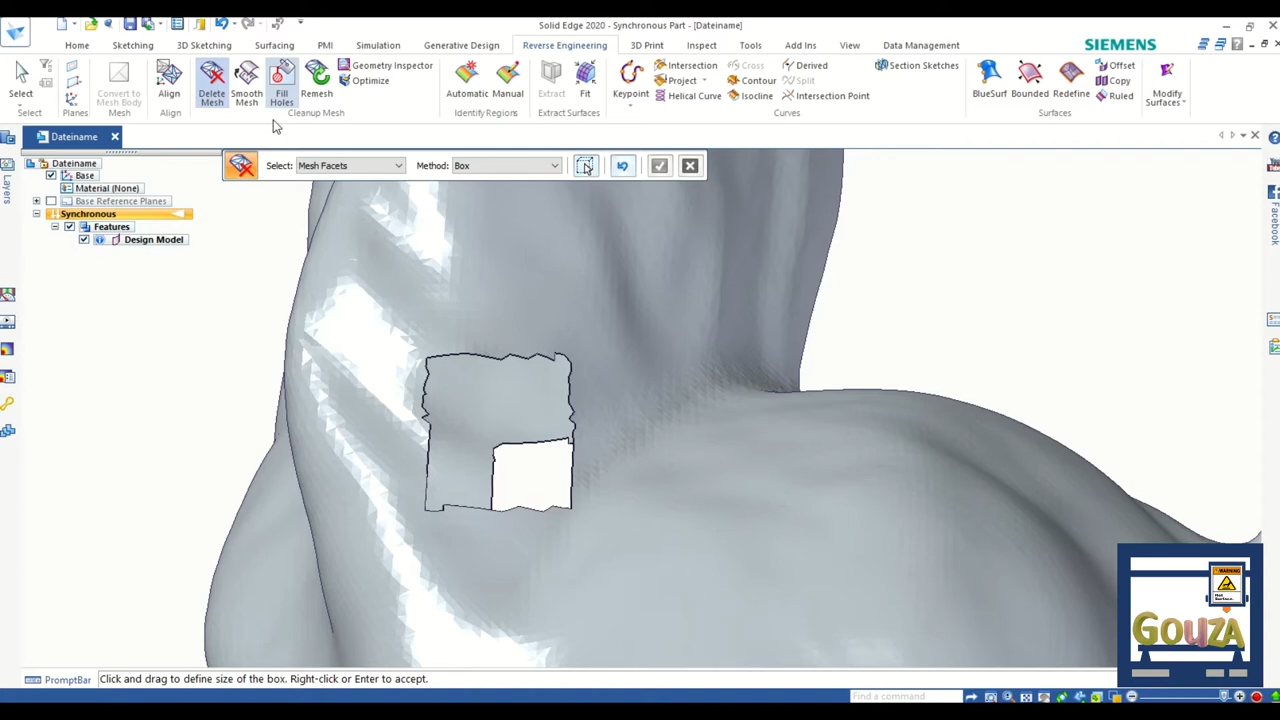 Solid Edge 2020 - Synchronous Part - [Dateiname]
Home Sketching 3D Sketching Surfacing PMI Simulation Generative Design Reverse Engineering 3D Print Inspect Tools Add Ins View Data Management
SIEMENS
Select
Select
Planes
Convert to
Mesh Body
Mesh
Align
Align
Delete
Mesh
Smooth
Mesh
Fill
Holes
Remesh
Geometry Inspector
Optimize
Cleanup Mesh
Automatic
Manual
Identify Regions
Extract
Fit
Extract Surfaces
Keypoint
Intersection
Project
Helical Curve
Cross
Contour
Isocline
Derived
Split
Intersection Point
Curves
Section Sketches
BlueSurf
Bounded
Redefine
Offset
Copy
Ruled
Surfaces
Modify
Surfaces
Dateiname
Layers
Dateiname
Base
Material (None)
Base Reference Planes
Synchronous
Features
Design Model
Select: Mesh Facets
Method: Box
Facebook
WARNING
Hot
Surface.
GOUZA
PromptBar
Click and drag to define size of the box. Right-click or Enter to accept.
Find a command